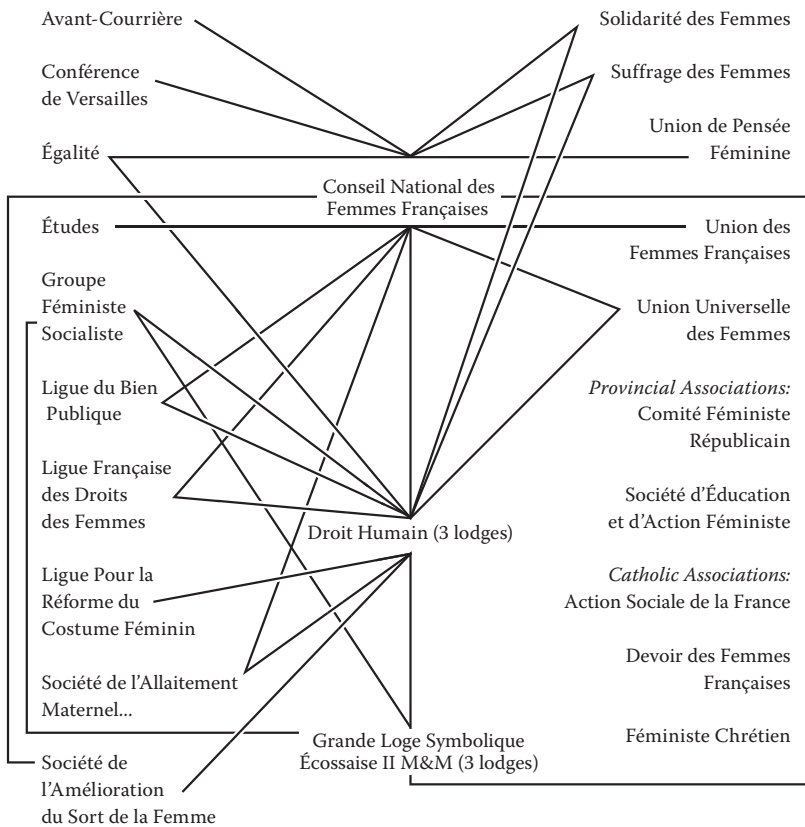 Avant-Courrière
Conférence
de Versailles
Égalité
Études
Groupe
Féministe
Socialiste
Ligue du Bien
Publique
Ligue Française
des Droits
des Femmes
Ligue Pour la
Réforme du
Costume Féminin
Société de l'Allaitement
Maternel...
Société de
l'Amélioration
du Sort de la Femme
Conseil National des
Femmes Françaises
Droit Humain (3 lodges)
Grande Loge Symbolique
Écossaise II M&M (3 lodges)
Solidarité des Femmes
Suffrage des Femmes
Union de Pensée
Féminine
Union des
Femmes Françaises
Union Universelle
des Femmes
Provincial Associations:
Comité Féministe
Républicain
Société d'Éducation
et d'Action Féministe
Catholic Associations:
Action Sociale de la France
Devoir des Femmes
Françaises
Féministe Chrétien